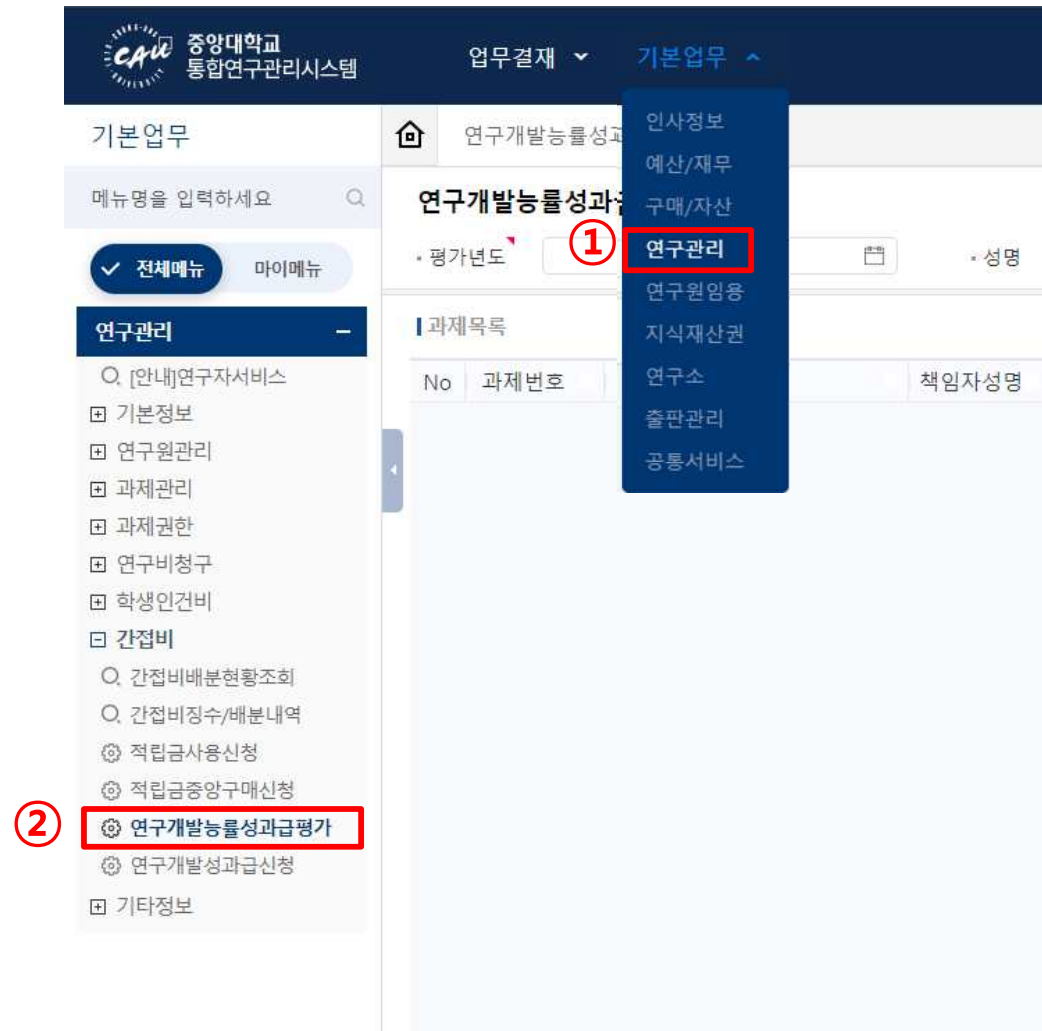 CAU 중앙대학교
통합연구관리시스템
업무결재 기본업무
기본업무
메뉴명을 입력하세요
전체메뉴 마이메뉴
연구관리
[안내]연구자서비스
기본정보
연구원관리
과제관리
과제권한
연구비청구
학생인건비
간접비
간접비배분현황조회
간접비징수/배분내역
적립금사용신청
적립금중앙구매신청
② 연구개발능률성과급평가
연구개발성과급신청
기타정보
연구개발능률성과
연구개발능률성과급
평가년도
성명
과제목록
No 과제번호 책임자성명
인사정보
예산/재무
구매/자산
① 연구관리
연구원임용
지식재산권
연구소
출판관리
공통서비스